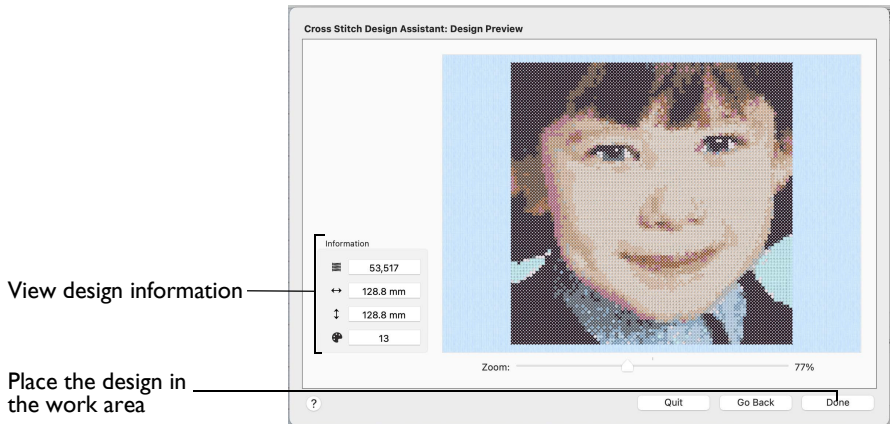 Cross Stitch Design Assistant: Design Preview
Information
53,517
View design information
128.8 mm
128.8 mm
13
Zoom:
77%
Place the design in
the work area
?
Quit
Go Back
Done